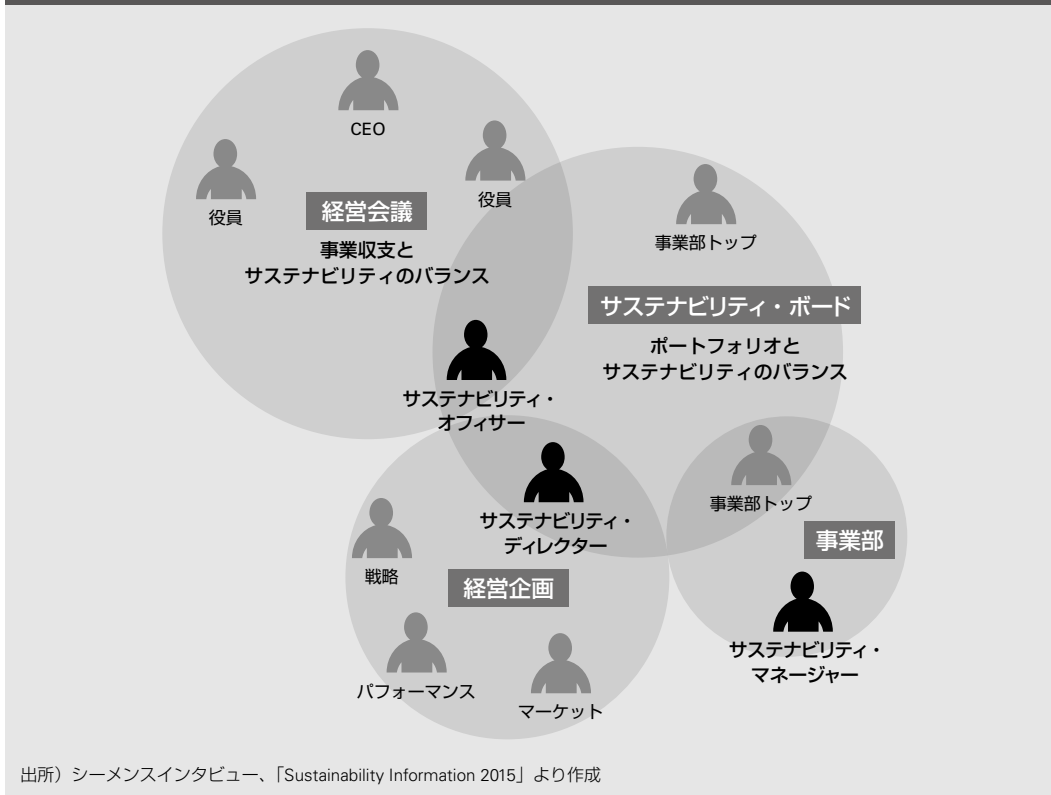 CEO
役員
役員
経営会議
事業収支と
サステナビリティのバランス
事業部トップ
サステナビリティ・ボード
ポートフォリオと
サステナビリティのバランス
サステナビリティ・
オフィサー
サステナビリティ・
ディレクター
戦略
経営企画
パフォーマンス
マーケット
事業部トップ
事業部
サステナビリティ・
マネージャー
出所）シーメンスインタビュー、「Sustainability Information 2015」より作成